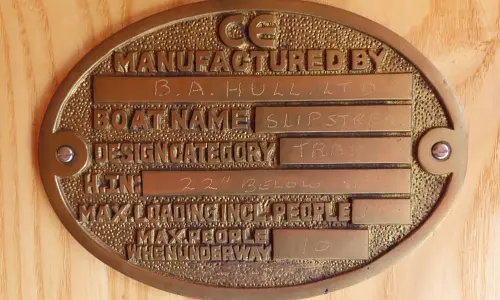 CE
MANUFACTURED BY
B.A. HULL. LTD
BOAT NAME SLIPSTREAM
DESIGN CATEGORY
H.I.N: 22" BELOW
MAX. LOADING INCL. PEOPLE
MAX. PEOPLE
WHEN UNDERWAY 10